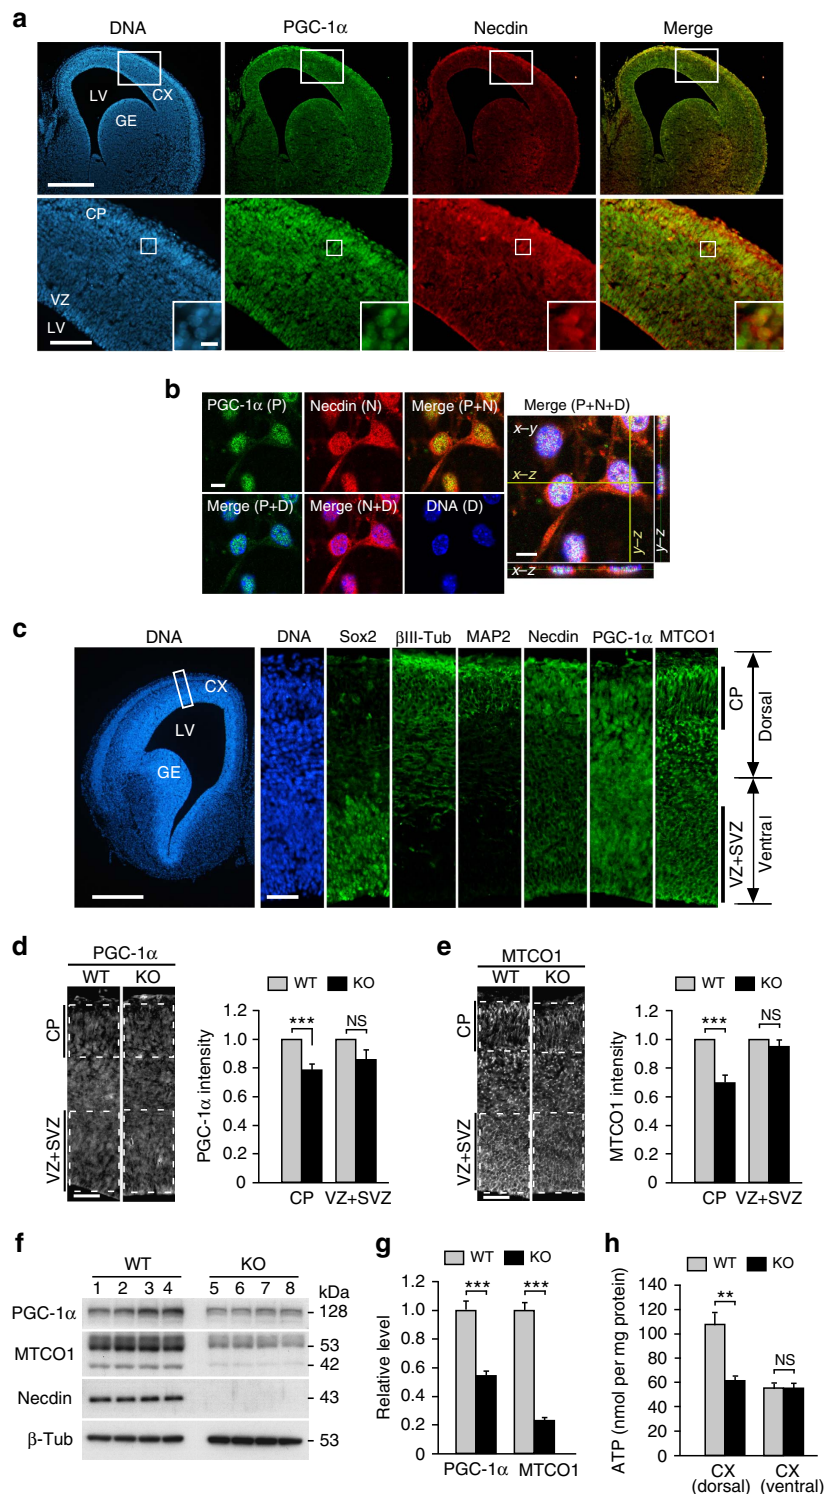 a
DNA PGC-1α Necdin Merge
LV CX
GE
CP
VZ
LV
b
PGC-1α (P) Necdin (N) Merge (P+N) Merge (P+N+D)
x–y
x–z
Merge (P+D) Merge (N+D) DNA (D)
y–z y–z
x–z
c
DNA DNA Sox2 βIII-Tub MAP2 Necdin PGC-1α MTCO1
CX
LV
GE
CP
Dorsal
VZ+SVZ
Ventral
d
PGC-1α
WT KO
CP
VZ+SVZ
WT KO
PGC-1α intensity
1.2
1.0
0.8
0.6
0.4
0.2
0
*** NS
CP VZ+SVZ
e
MTCO1
WT KO
CP
VZ+SVZ
WT KO
MTCO1 intensity
1.2
1.0
0.8
0.6
0.4
0.2
0
*** NS
CP VZ+SVZ
f
WT KO
1 2 3 4 5 6 7 8 kDa
PGC-1α 128
MTCO1 53
42
Necdin 43
β-Tub 53
g
WT KO
Relative level
1.2
1.0
0.8
0.6
0.4
0.2
0
*** ***
PGC-1α MTCO1
h
WT KO
ATP (nmol per mg protein)
140
120
100
80
60
40
20
0
** NS
CX CX
(dorsal) (ventral)